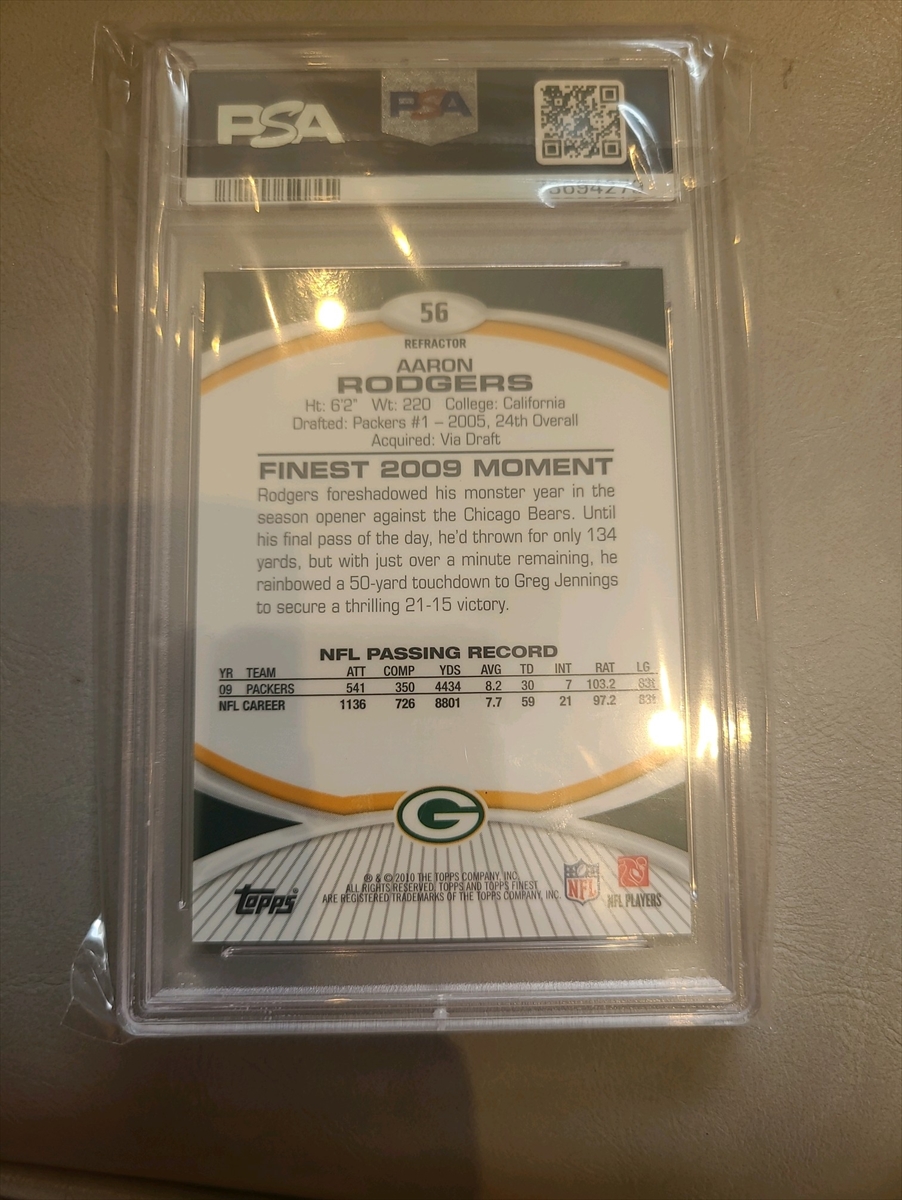 PSA PSA
56
REFRACTOR
AARON
RODGERS
Ht: 6'2" Wt: 220 College: California
Drafted: Packers #1 – 2005, 24th Overall
Acquired: Via Draft
FINEST 2009 MOMENT
Rodgers foreshadowed his monster year in the
season opener against the Chicago Bears. Until
his final pass of the day, he'd thrown for only 134
yards, but with just over a minute remaining, he
rainbowed a 50-yard touchdown to Greg Jennings
to secure a thrilling 21-15 victory.
NFL PASSING RECORD
YR TEAM ATT COMP YDS AVG TD INT RAT LG
09 PACKERS 541 350 4434 8.2 30 7 103.2 83t
NFL CAREER 1136 726 8801 7.7 59 21 97.2 83t
G
® & © 2010 THE TOPPS COMPANY, INC.
ALL RIGHTS RESERVED. TOPPS AND TOPPS FINEST
ARE REGISTERED TRADEMARKS OF THE TOPPS COMPANY, INC.
Topps NFL NFL PLAYERS